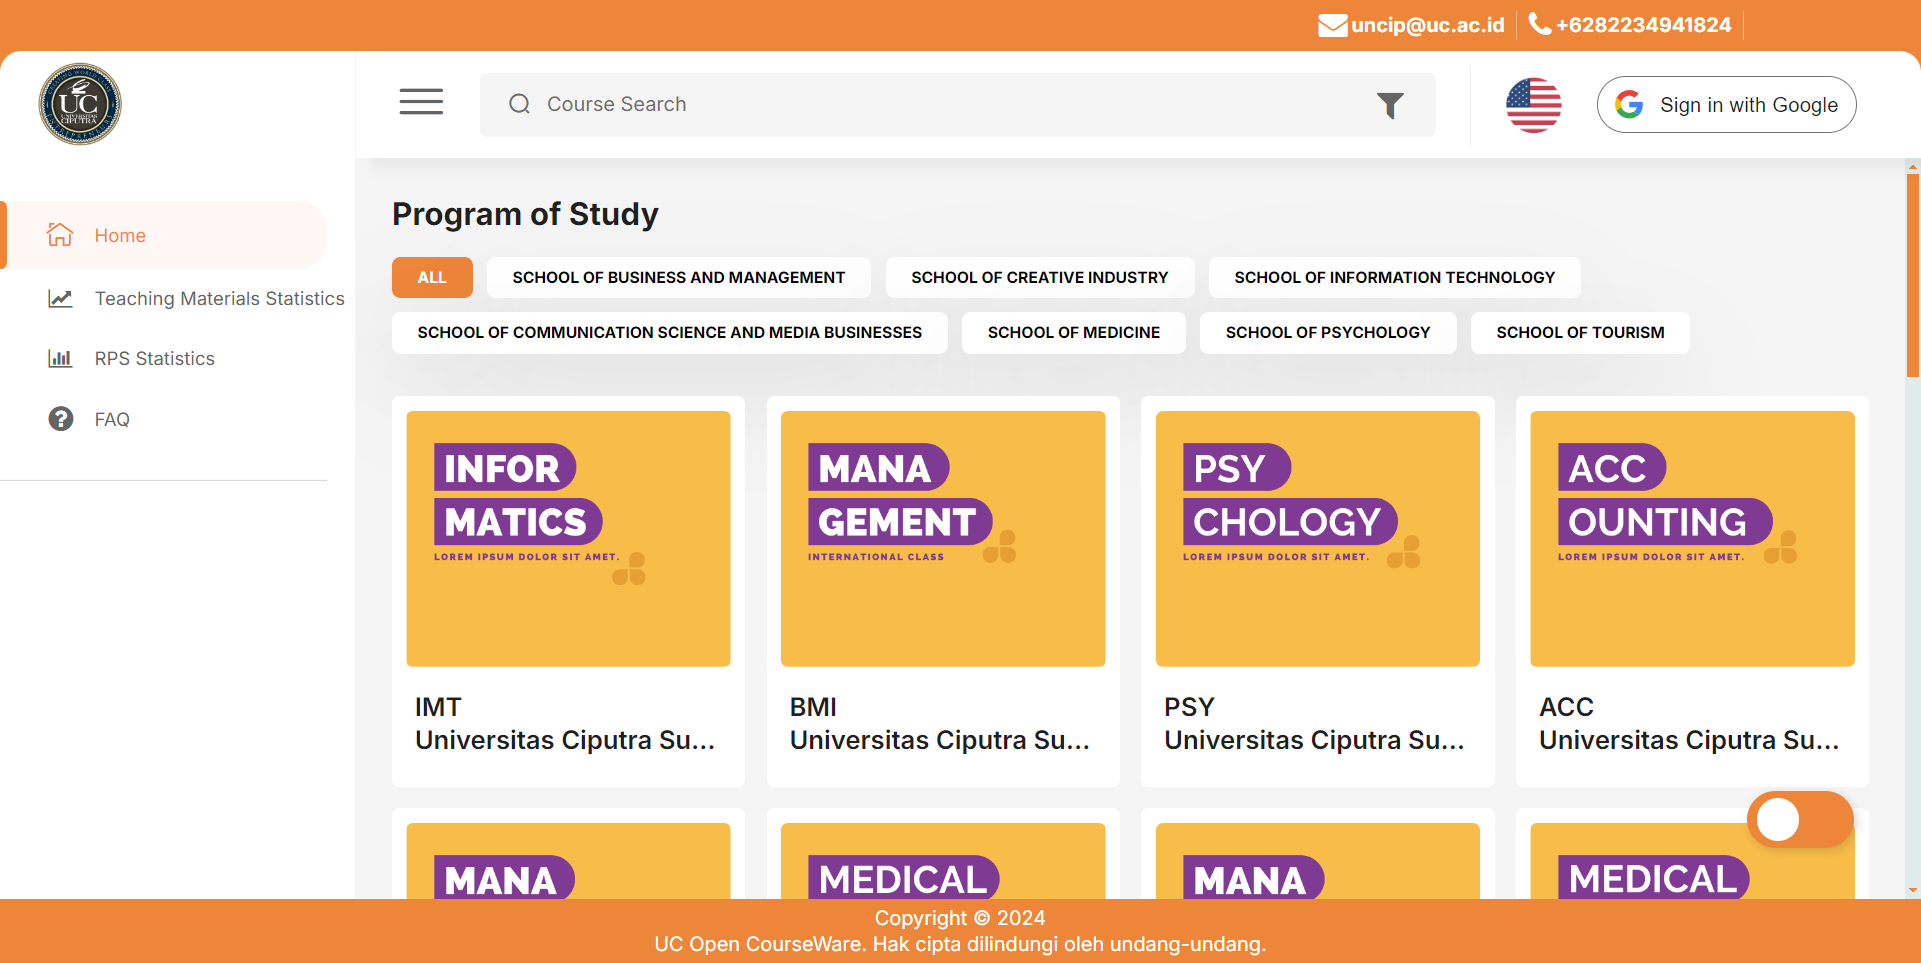 uncip@uc.ac.id
+6282234941824
UC
UNIVERSITAS
CIPUTRA
Course Search
Sign in with Google
Home
Teaching Materials Statistics
RPS Statistics
FAQ
Program of Study
ALL
SCHOOL OF BUSINESS AND MANAGEMENT
SCHOOL OF CREATIVE INDUSTRY
SCHOOL OF INFORMATION TECHNOLOGY
SCHOOL OF COMMUNICATION SCIENCE AND MEDIA BUSINESSES
SCHOOL OF MEDICINE
SCHOOL OF PSYCHOLOGY
SCHOOL OF TOURISM
INFOR
MATICS
LOREM IPSUM DOLOR SIT AMET.
IMT
Universitas Ciputra Su...
MANA
GEMENT
INTERNATIONAL CLASS
BMI
Universitas Ciputra Su...
PSY
CHOLOGY
LOREM IPSUM DOLOR SIT AMET.
PSY
Universitas Ciputra Su...
ACC
OUNTING
LOREM IPSUM DOLOR SIT AMET.
ACC
Universitas Ciputra Su...
MANA
MEDICAL
MANA
MEDICAL
Copyright © 2024
UC Open CourseWare. Hak cipta dilindungi oleh undang-undang.